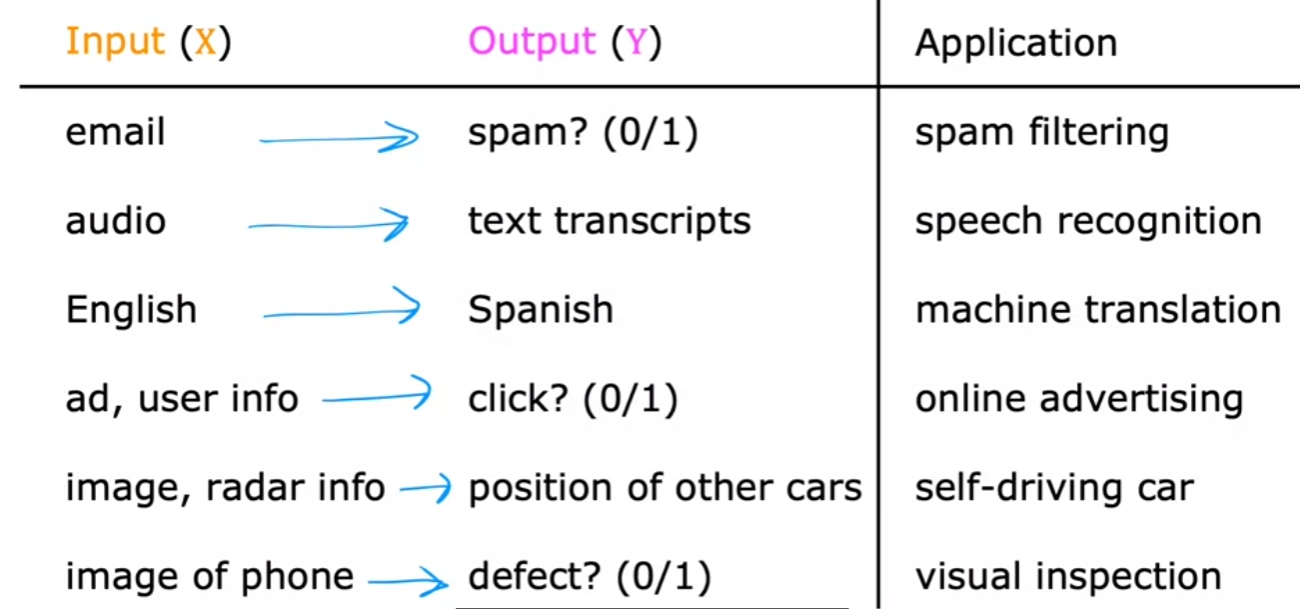 Input (X) Output (Y) Application
email spam? (0/1) spam filtering
audio text transcripts speech recognition
English Spanish machine translation
ad, user info click? (0/1) online advertising
image, radar info position of other cars self-driving car
image of phone defect? (0/1) visual inspection